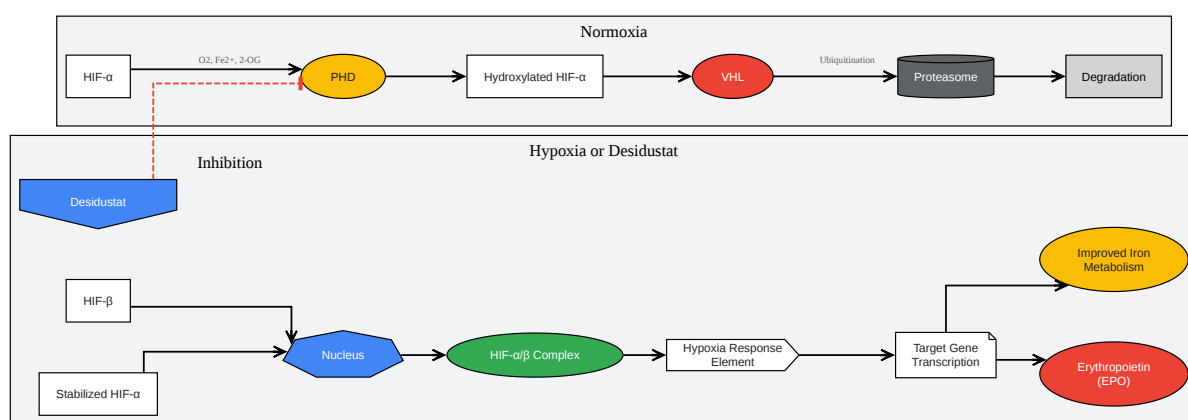 Normoxia
HIF-α
O2, Fe2+, 2-OG
PHD
Hydroxylated HIF-α
VHL
Ubiquitination
Proteasome
Degradation
Hypoxia or Desidustat
Inhibition
Desidustat
HIF-β
Stabilized HIF-α
Nucleus
HIF-α/β Complex
Hypoxia Response
Element
Target Gene
Transcription
Improved Iron
Metabolism
Erythropoietin
(EPO)